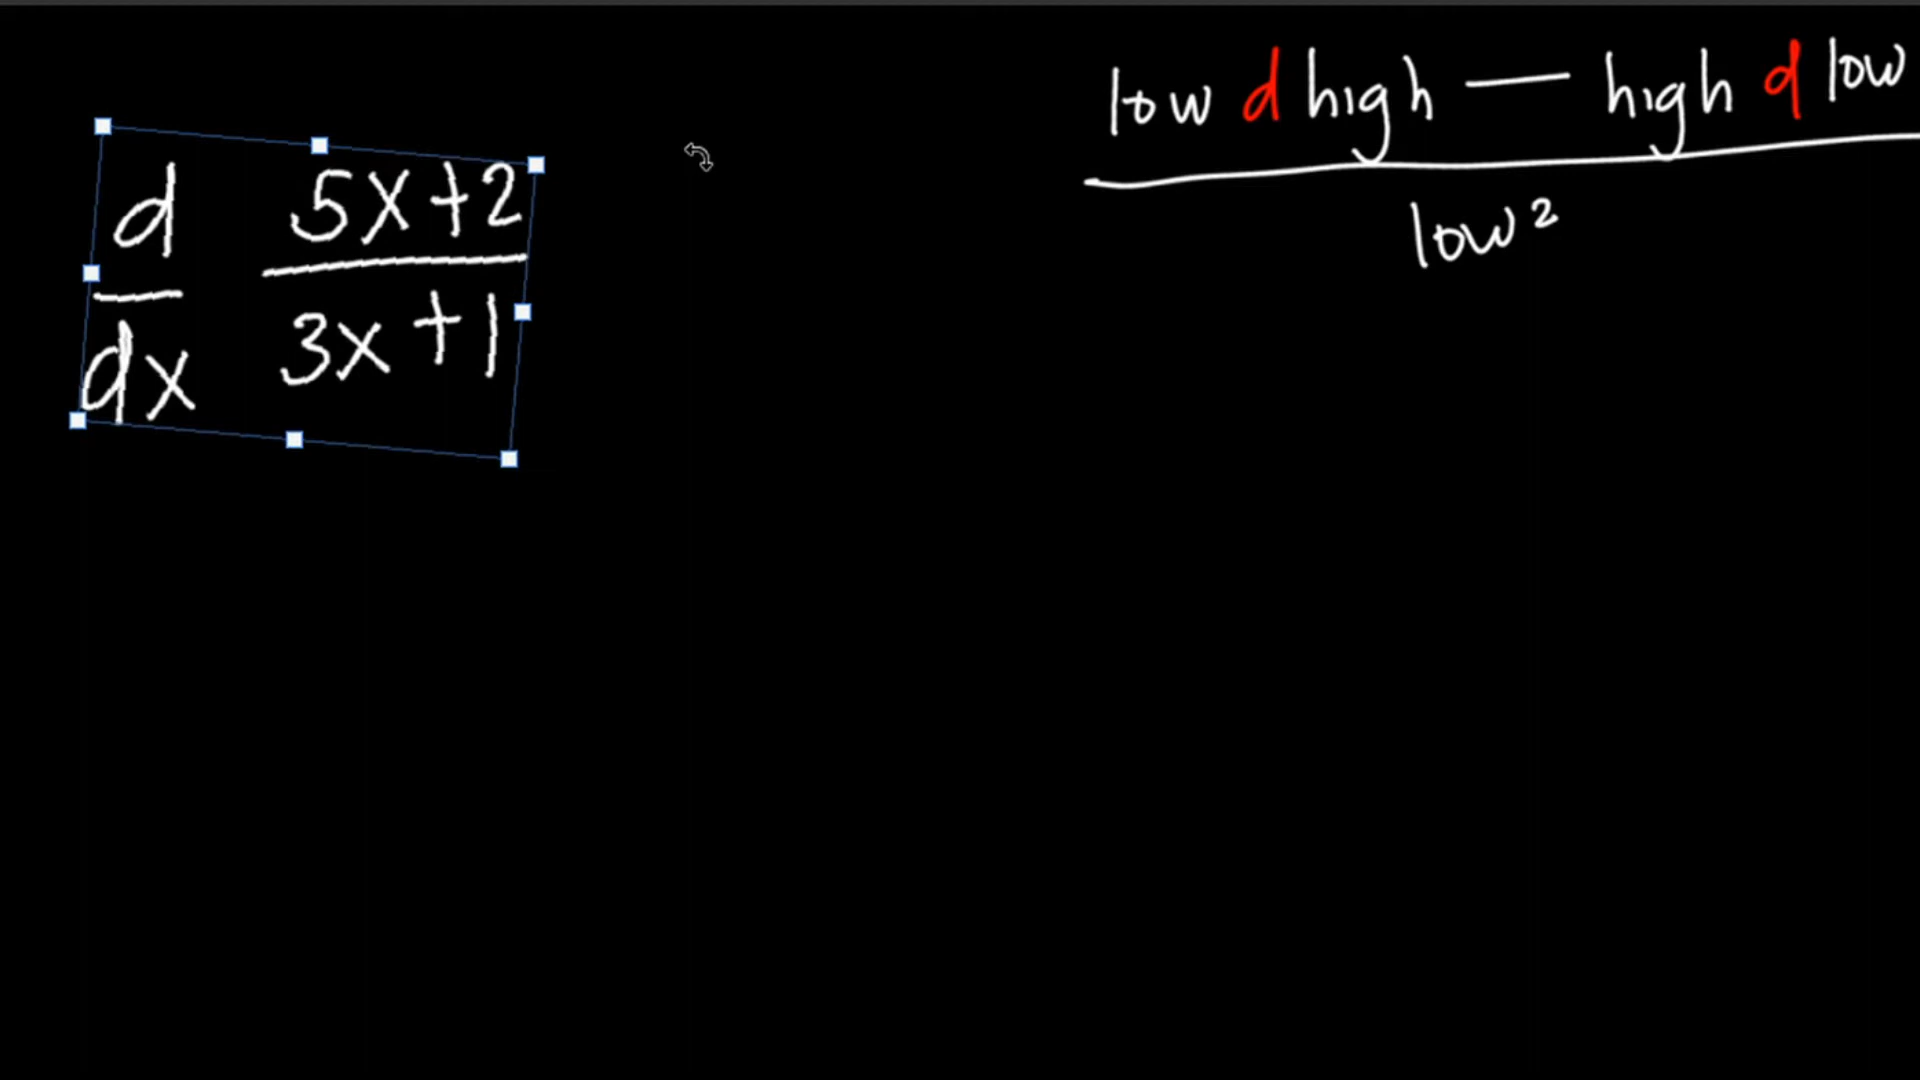 low d high — high d low
low²
d 5x+2
dx 3x+1